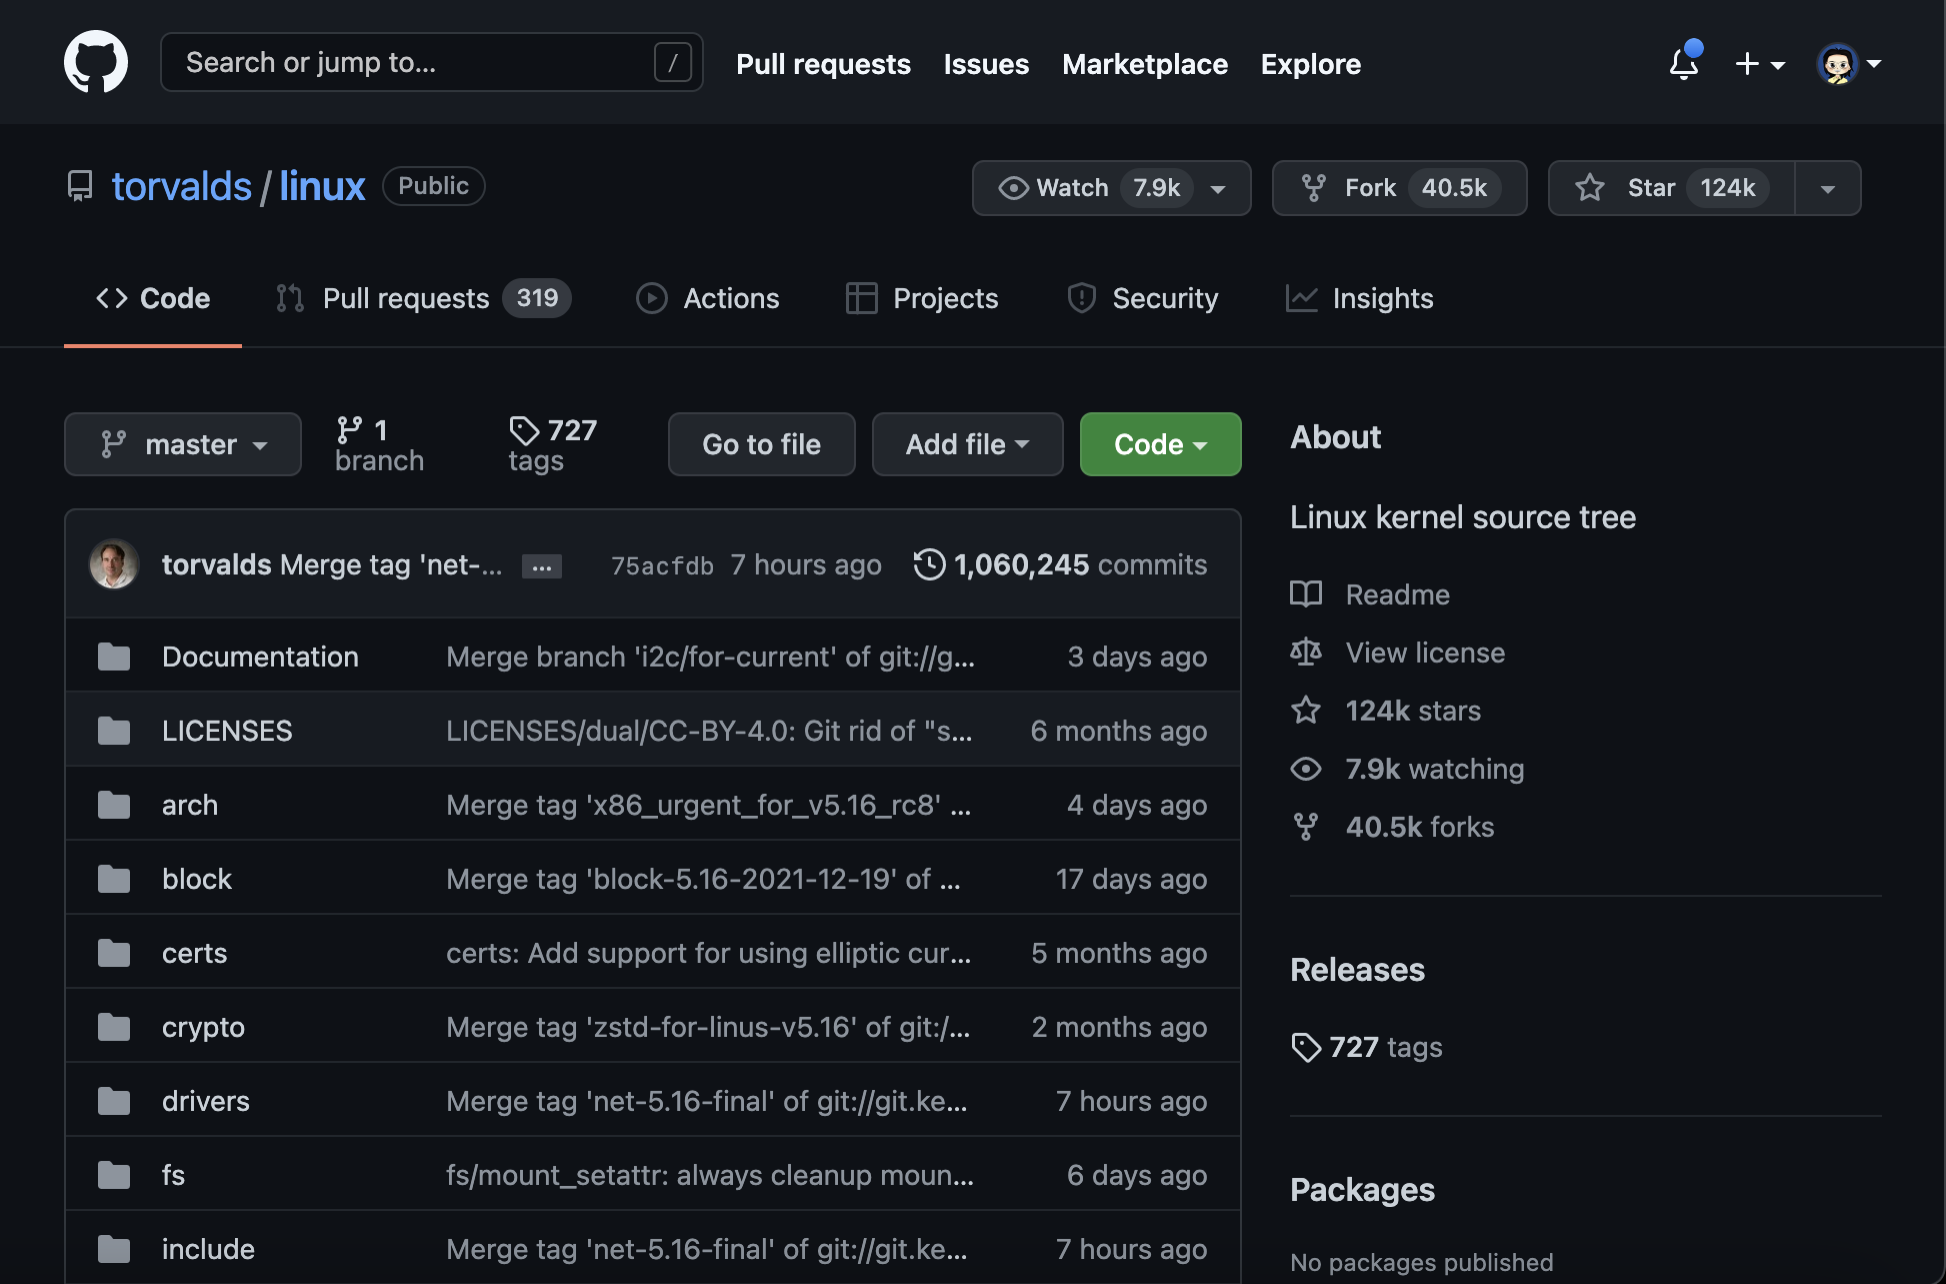 Search or jump to... /
Pull requests Issues Marketplace Explore
torvalds / linux Public
Watch 7.9k Fork 40.5k Star 124k
Code Pull requests 319 Actions Projects Security Insights
master
1 branch
727 tags
Go to file Add file Code
torvalds Merge tag 'net-... ... 75acfdb 7 hours ago 1,060,245 commits
Documentation Merge branch 'i2c/for-current' of git://g... 3 days ago
LICENSES LICENSES/dual/CC-BY-4.0: Git rid of "s... 6 months ago
arch Merge tag 'x86_urgent_for_v5.16_rc8' ... 4 days ago
block Merge tag 'block-5.16-2021-12-19' of ... 17 days ago
certs certs: Add support for using elliptic cur... 5 months ago
crypto Merge tag 'zstd-for-linus-v5.16' of git:/... 2 months ago
drivers Merge tag 'net-5.16-final' of git://git.ke... 7 hours ago
fs fs/mount_setattr: always cleanup moun... 6 days ago
include Merge tag 'net-5.16-final' of git://git.ke... 7 hours ago
About
Linux kernel source tree
Readme
View license
124k stars
7.9k watching
40.5k forks
Releases
727 tags
Packages
No packages published